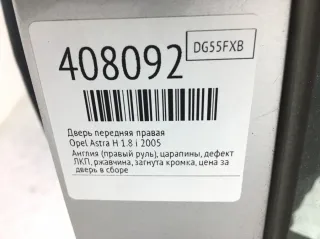 408092
DG55FXB
Дверь передняя правая
Opel Astra H 1.8 i 2005
Англия (правый руль), царапины, дефект
ЛКП, ржавчина, загнута кромка, цена за
дверь в сборе